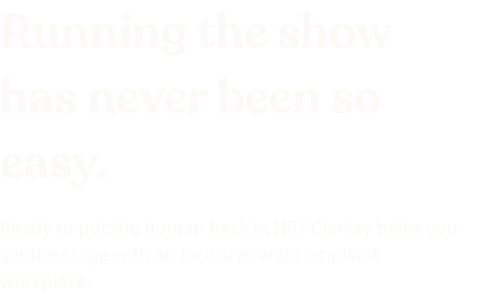 Running the show
has never been so
easy.
Ready to put the human back in HR? Clerksy helps you
set the stage with an inclusive and compliant
workplace.